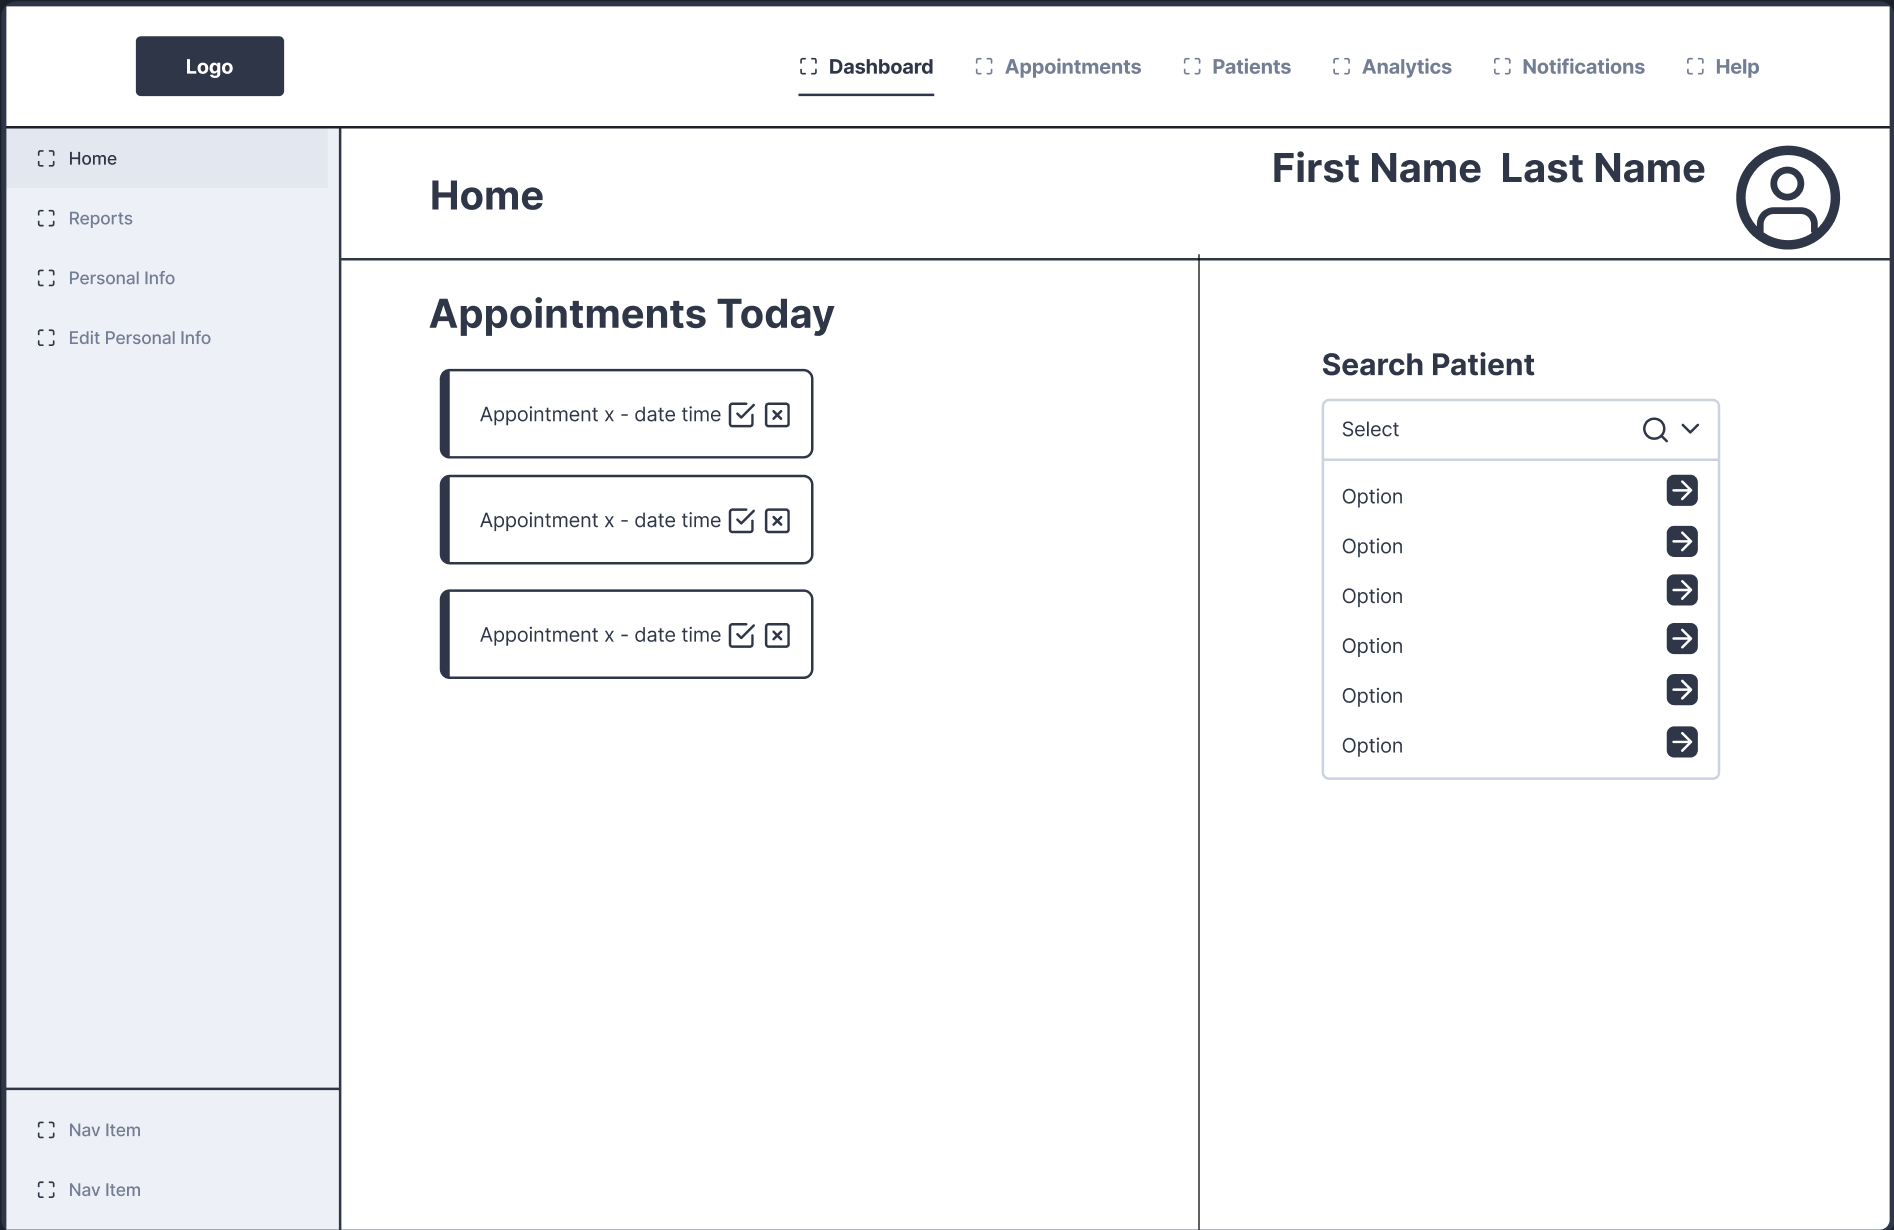 Logo
Dashboard
Appointments
Patients
Analytics
Notifications
Help
Home
Reports
Personal Info
Edit Personal Info
Nav Item
Nav Item
Home
First Name Last Name
Appointments Today
Appointment x - date time
Appointment x - date time
Appointment x - date time
Search Patient
Select
Option
Option
Option
Option
Option
Option